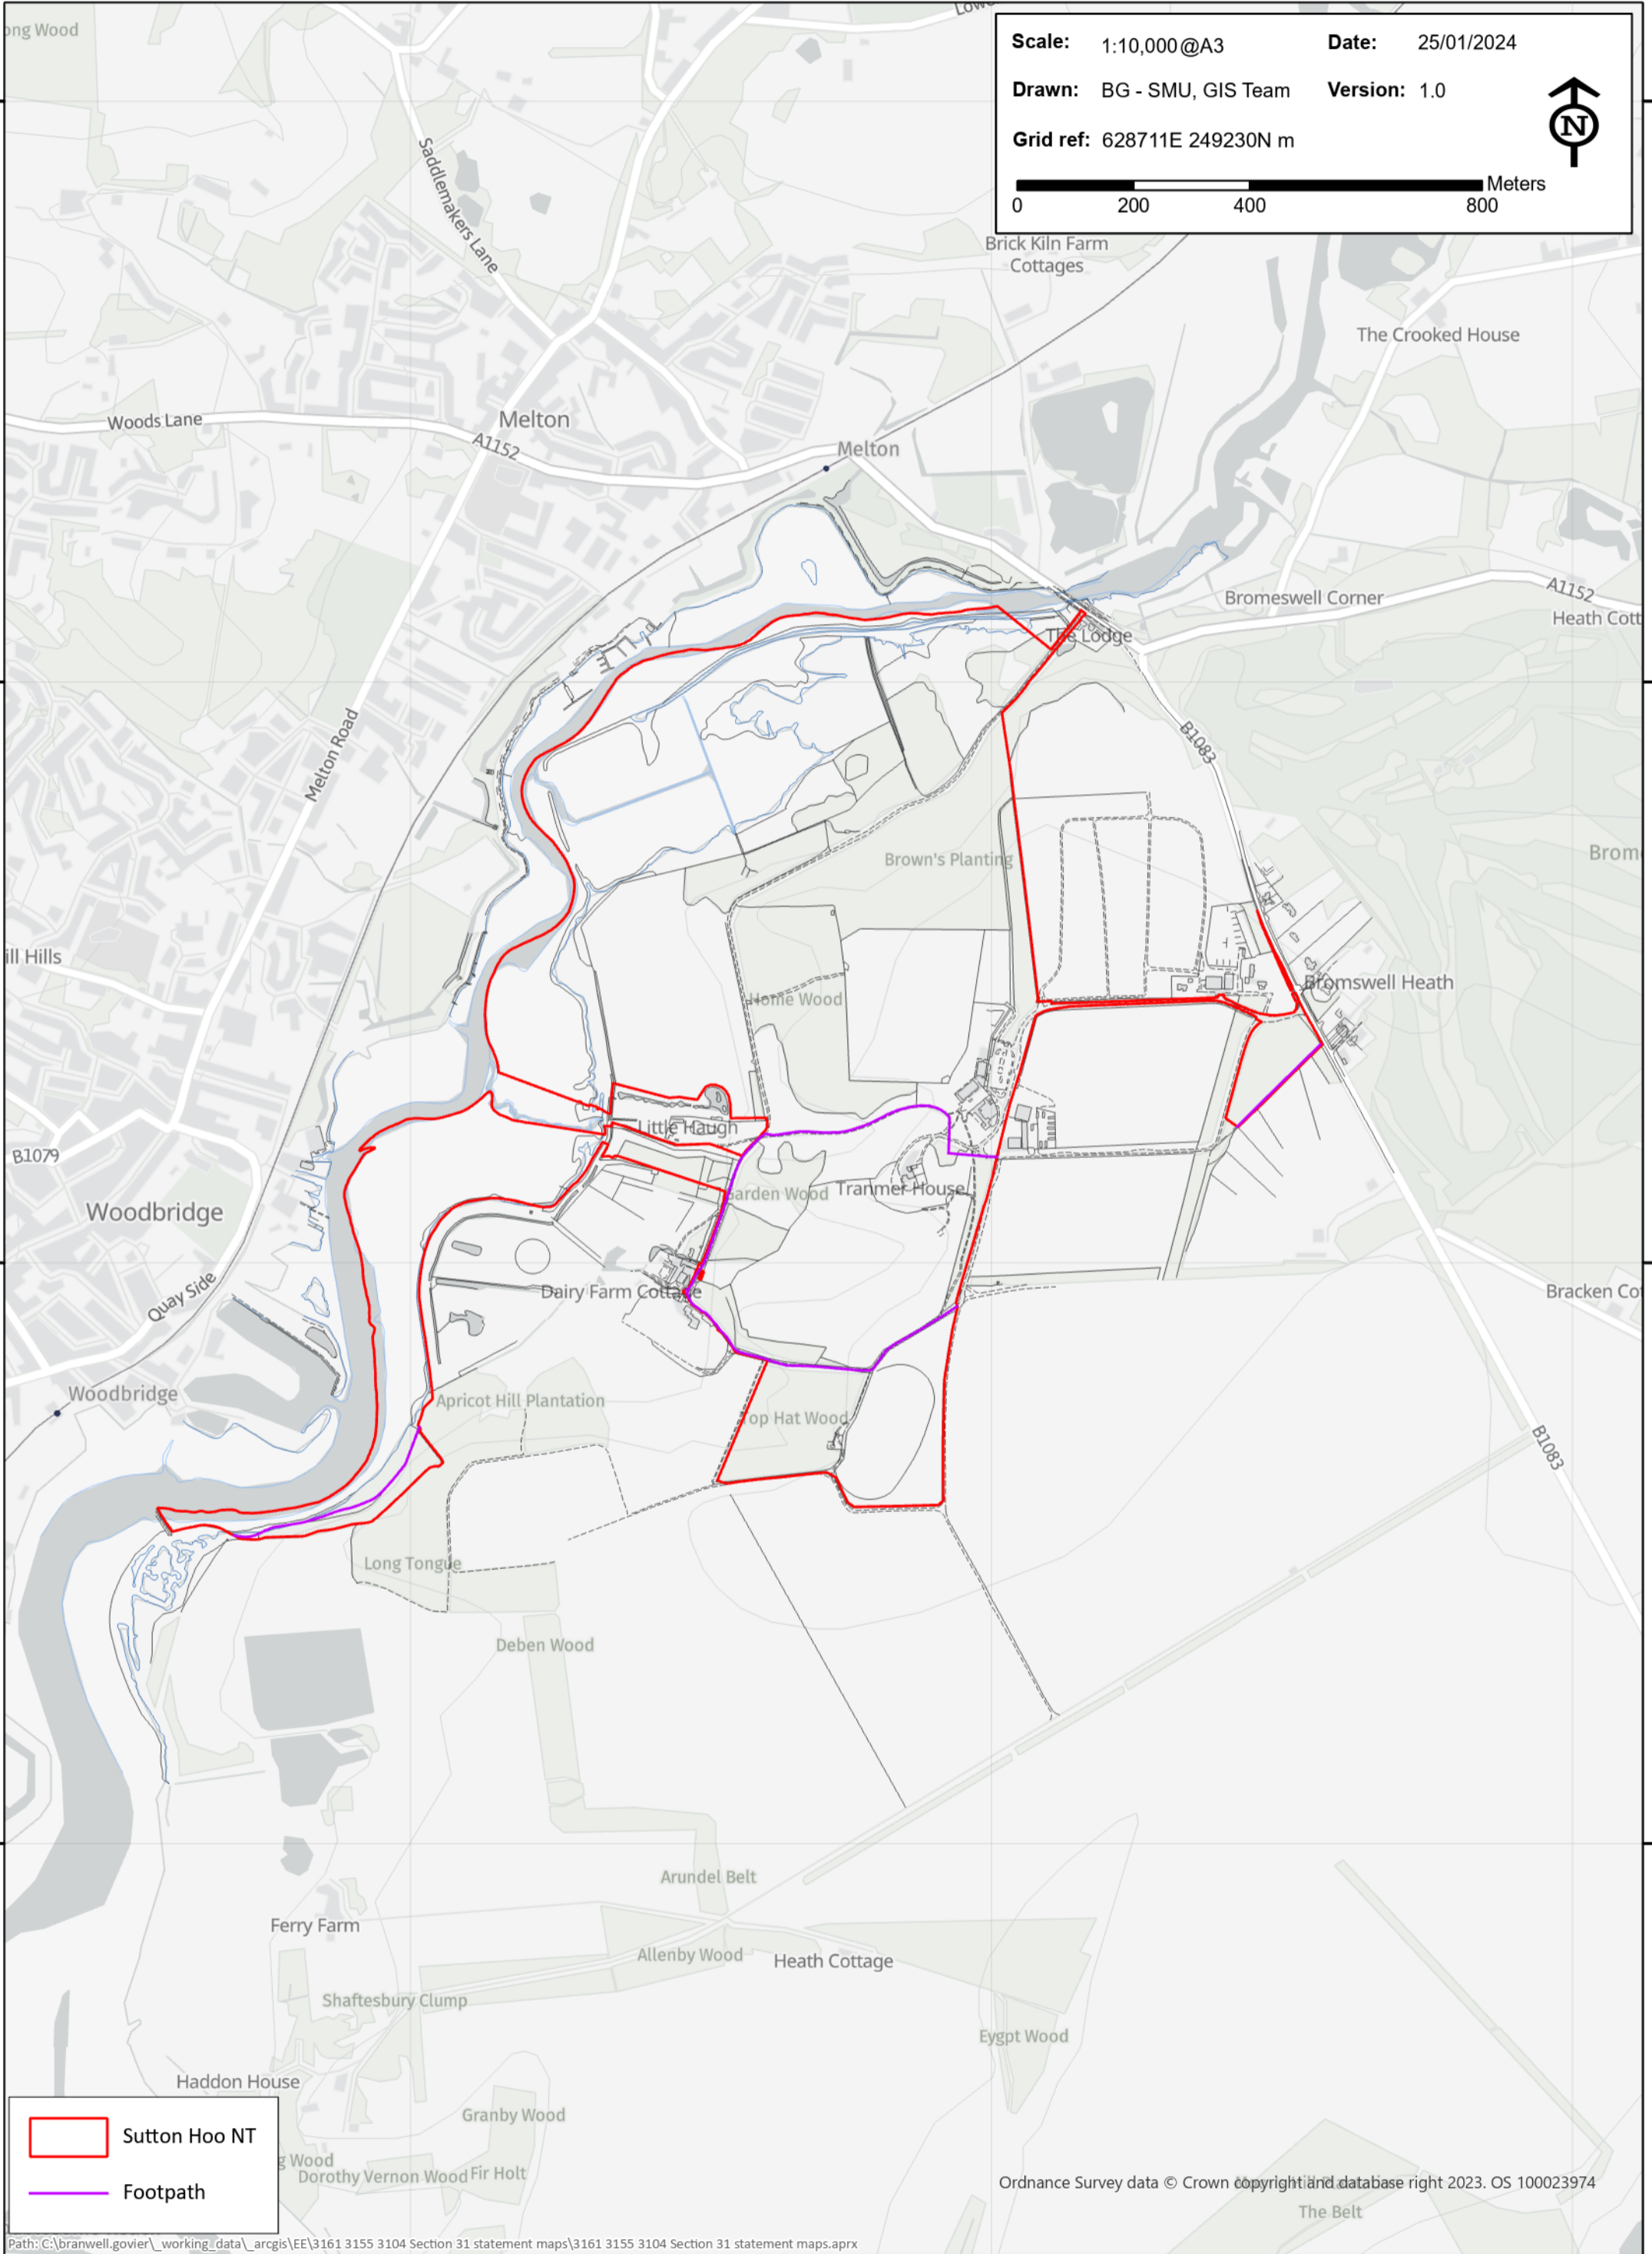 ong Wood
Scale: 1:10,000@A3 Date: 25/01/2024
Drawn: BG - SMU, GIS Team Version: 1.0
Grid ref: 628711E 249230N m
N
Meters
0 200 400 800
Saddlemakers Lane
Brick Kiln Farm
Cottages
The Crooked House
Woods Lane
Melton
A1152
Melton
Bromeswell Corner
A1152
Heath Cott
The Lodge
B1083
Melton Road
Brown's Planting
Brom
ill Hills
Home Wood
Bromswell Heath
Little Haugh
B1079
Woodbridge
Garden Wood
Tranmer House
Quay Side
Dairy Farm Cottage
Bracken Co
Woodbridge
Apricot Hill Plantation
Top Hat Wood
B1083
Long Tongue
Deben Wood
Arundel Belt
Ferry Farm
Allenby Wood
Heath Cottage
Shaftesbury Clump
Eygpt Wood
Haddon House
Granby Wood
Sutton Hoo NT
g Wood
Dorothy Vernon Wood
Fir Holt
Footpath
Ordnance Survey data © Crown copyright and database right 2023. OS 100023974
The Belt
Path: C:\branwell.govier\_working_data\_arcgis\EE\3161 3155 3104 Section 31 statement maps\3161 3155 3104 Section 31 statement maps.aprx